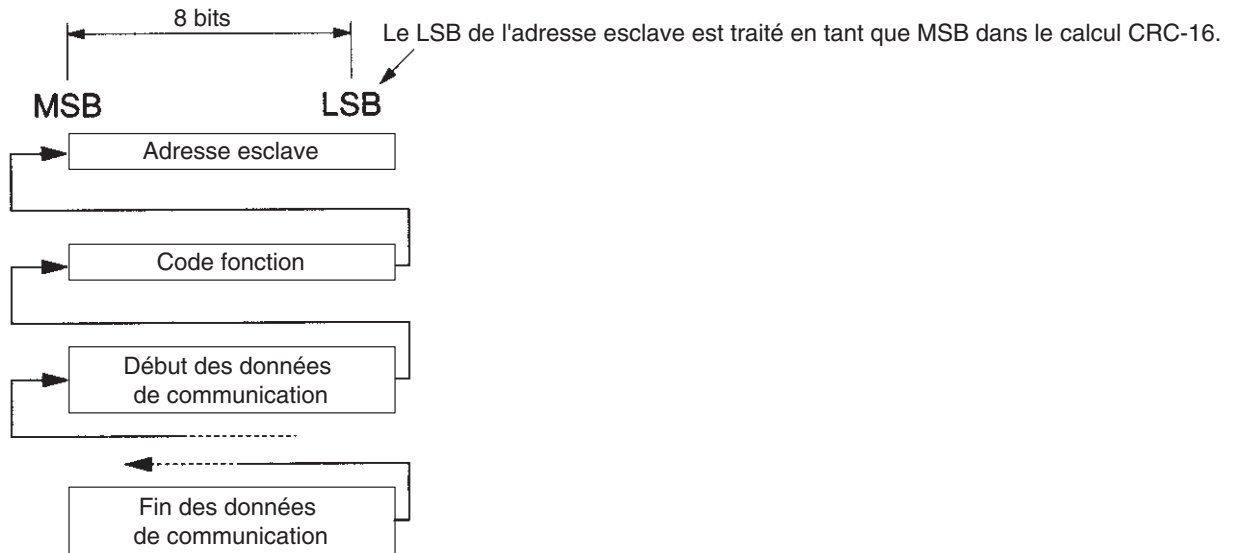 8 bits
Le LSB de l'adresse esclave est traité en tant que MSB dans le calcul CRC-16.
MSB
LSB
Adresse esclave
Code fonction
Début des données
de communication
Fin des données
de communication